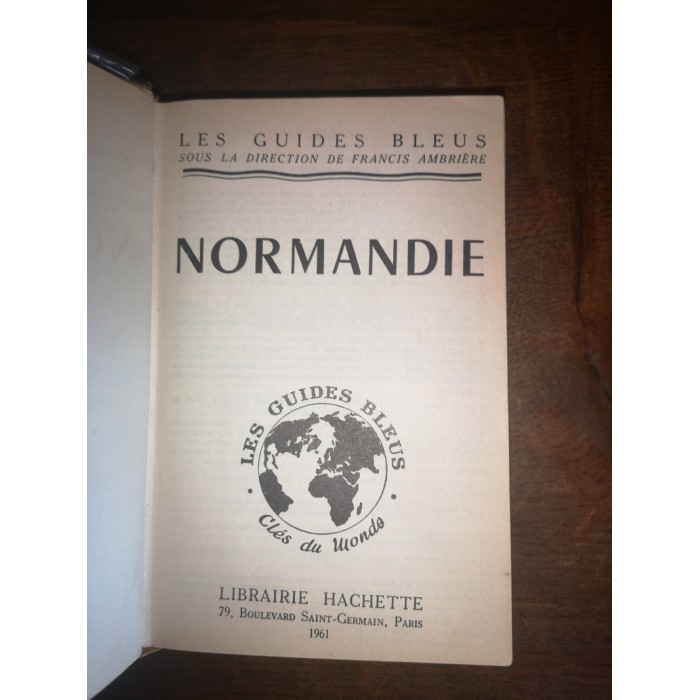 LES GUIDES BLEUS
SOUS LA DIRECTION DE FRANCIS AMBRIÈRE
NORMANDIE
LES GUIDES BLEUS
Clés du Monde
LIBRAIRIE HACHETTE
79, BOULEVARD SAINT-GERMAIN, PARIS
1961